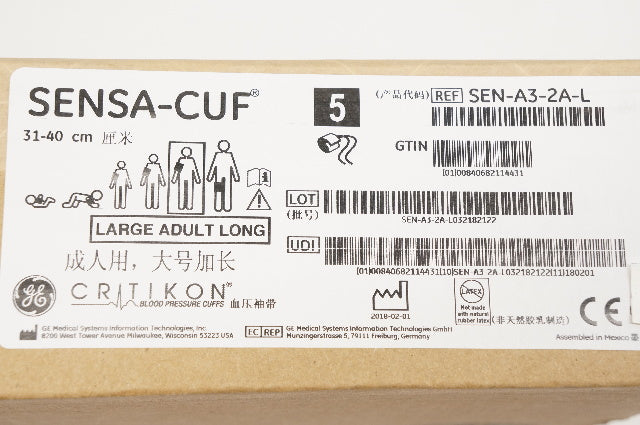 SENSA-CUF®
31-40 cm 厘米
LARGE ADULT LONG
成人用，大号加长
GE
CRITIKON®
BLOOD PRESSURE CUFFS 血压袖带
GE Medical Systems Information Technologies, Inc.
8200 West Tower Avenue Milwaukee, Wisconsin 53223 USA
5
(产品代码) REF SEN-A3-2A-L
GTIN
(01)00840682114431
LOT
(批号)
SEN-A3-2A-L032182122
UDI
(01)00840682114431(10)SEN-A3-2A-L032182122(11)180201
2018-02-01
LATEX
Not made
with natural
rubber latex
(非天然胶乳制造)
CE
EC REP
GE Medical Systems Information Technologies GmbH
Munzingerstrasse 5, 79111 Freiburg, Germany
Assembled in Mexico